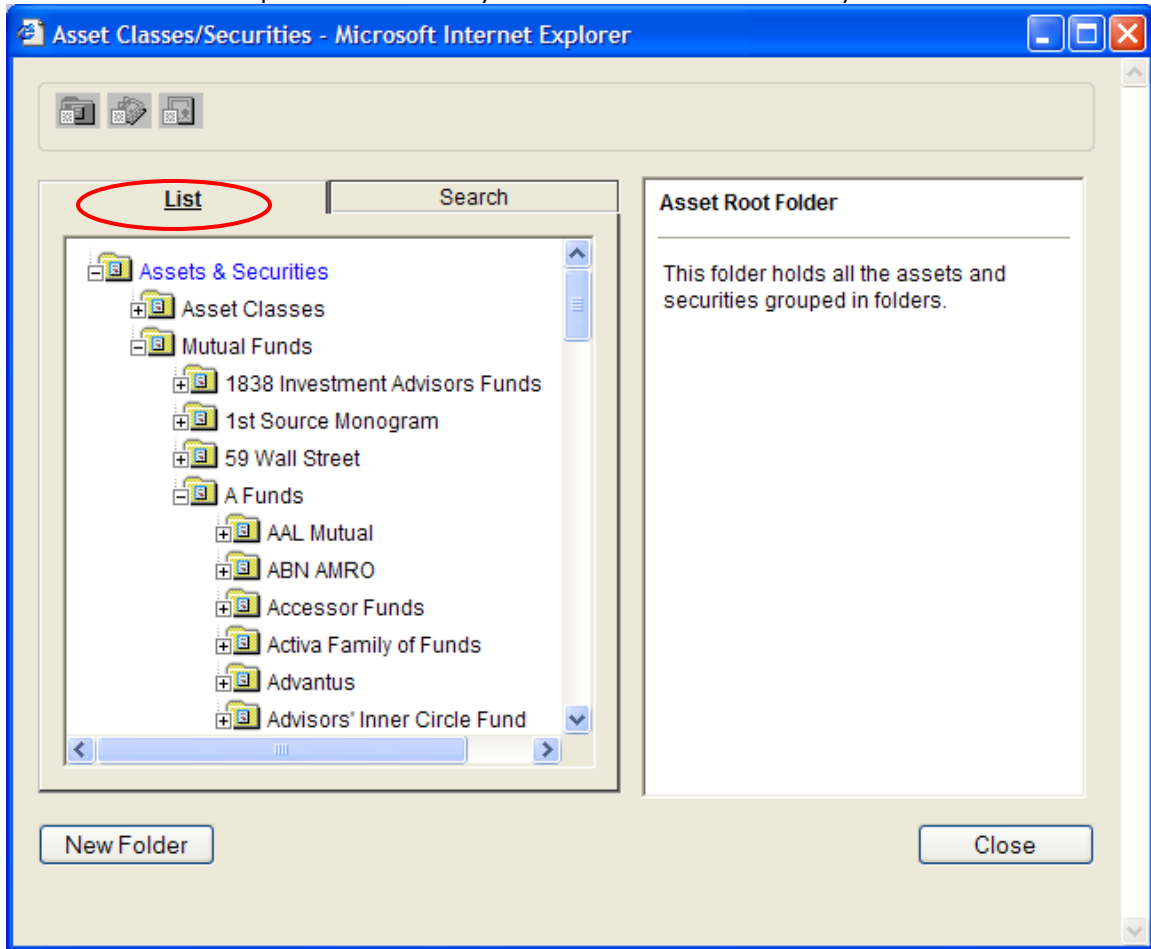 Asset Classes/Securities - Microsoft Internet Explorer
List
Search
Assets & Securities
Asset Classes
Mutual Funds
1838 Investment Advisors Funds
1st Source Monogram
59 Wall Street
A Funds
AAL Mutual
ABN AMRO
Accessor Funds
Activa Family of Funds
Advantus
Advisors' Inner Circle Fund
Asset Root Folder
This folder holds all the assets and
securities grouped in folders.
New Folder
Close